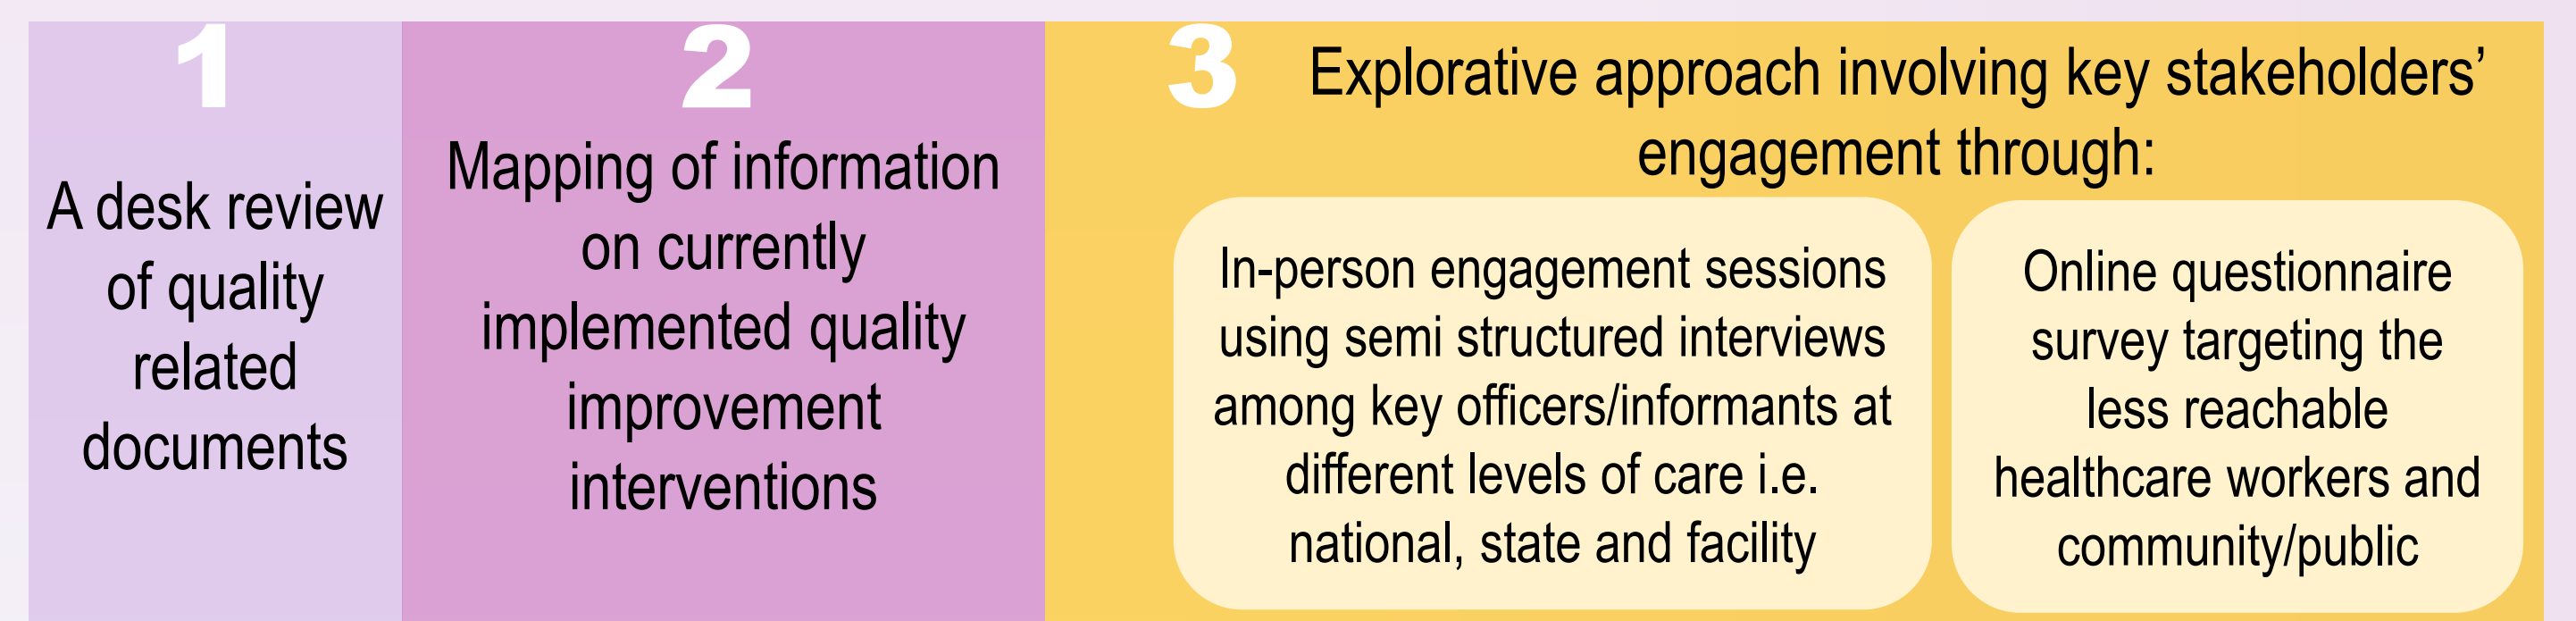 1
A desk review
of quality
related
documents
2
Mapping of information
on currently
implemented quality
improvement
interventions
3
Explorative approach involving key stakeholders’
engagement through:
In-person engagement sessions
using semi structured interviews
among key officers/informants at
different levels of care i.e.
national, state and facility
Online questionnaire
survey targeting the
less reachable
healthcare workers and
community/public